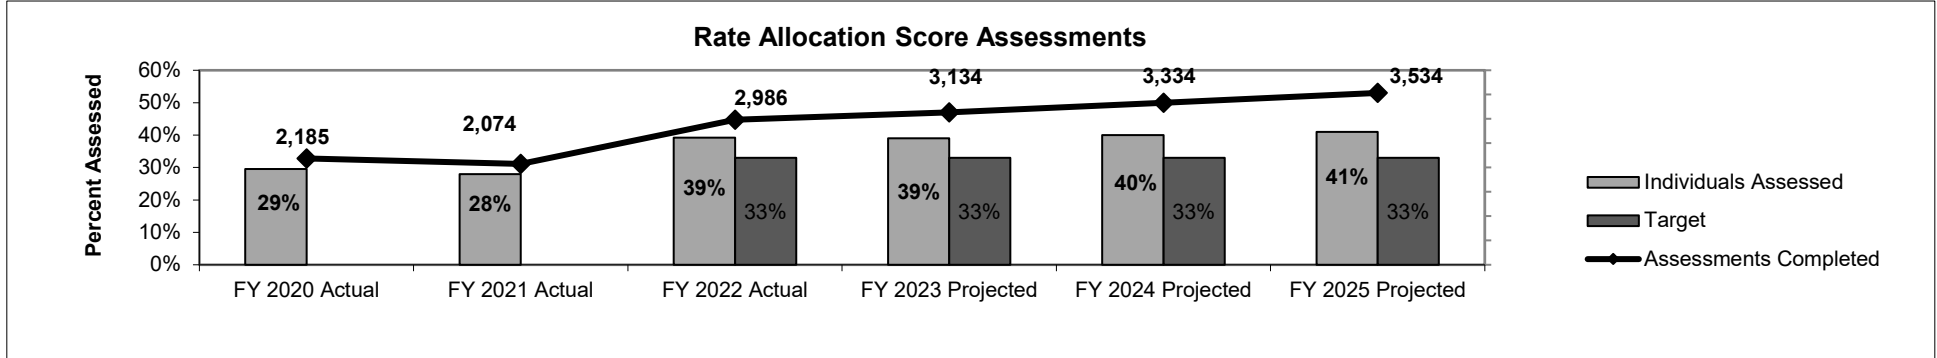 Rate Allocation Score Assessments
Percent Assessed
60%
50%
40%
30%
20%
10%
0%
2,185
2,074
2,986
3,134
3,334
3,534
29%
28%
39%
33%
39%
33%
40%
33%
41%
33%
FY 2020 Actual
FY 2021 Actual
FY 2022 Actual
FY 2023 Projected
FY 2024 Projected
FY 2025 Projected
Individuals Assessed
Target
Assessments Completed